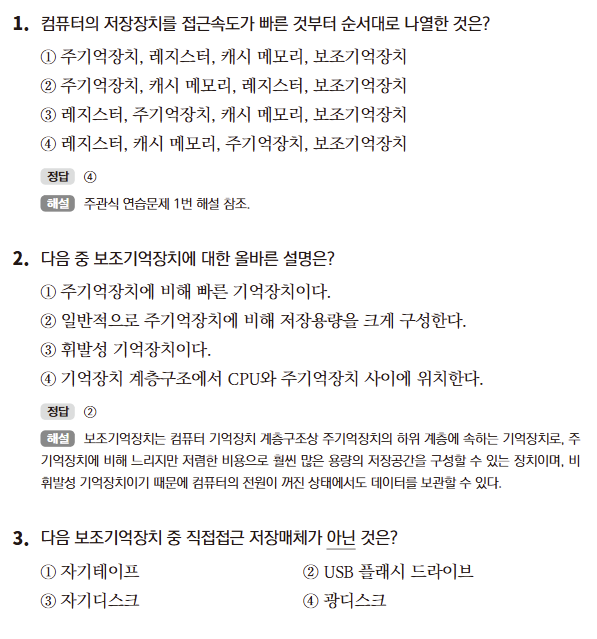 1. 컴퓨터의 저장장치를 접근속도가 빠른 것부터 순서대로 나열한 것은?
① 주기억장치, 레지스터, 캐시 메모리, 보조기억장치
② 주기억장치, 캐시 메모리, 레지스터, 보조기억장치
③ 레지스터, 주기억장치, 캐시 메모리, 보조기억장치
④ 레지스터, 캐시 메모리, 주기억장치, 보조기억장치
정답 ④
해설 주관식 연습문제 1번 해설 참조.
2. 다음 중 보조기억장치에 대한 올바른 설명은?
① 주기억장치에 비해 빠른 기억장치이다.
② 일반적으로 주기억장치에 비해 저장용량을 크게 구성한다.
③ 휘발성 기억장치이다.
④ 기억장치 계층구조에서 CPU와 주기억장치 사이에 위치한다.
정답 ②
해설 보조기억장치는 컴퓨터 기억장치 계층구조상 주기억장치의 하위 계층에 속하는 기억장치로, 주
기억장치에 비해 느리지만 저렴한 비용으로 훨씬 많은 용량의 저장공간을 구성할 수 있는 장치이며, 비
휘발성 기억장치이기 때문에 컴퓨터의 전원이 꺼진 상태에서도 데이터를 보관할 수 있다.
3. 다음 보조기억장치 중 직접접근 저장매체가 아닌 것은?
① 자기테이프 ② USB 플래시 드라이브
③ 자기디스크 ④ 광디스크